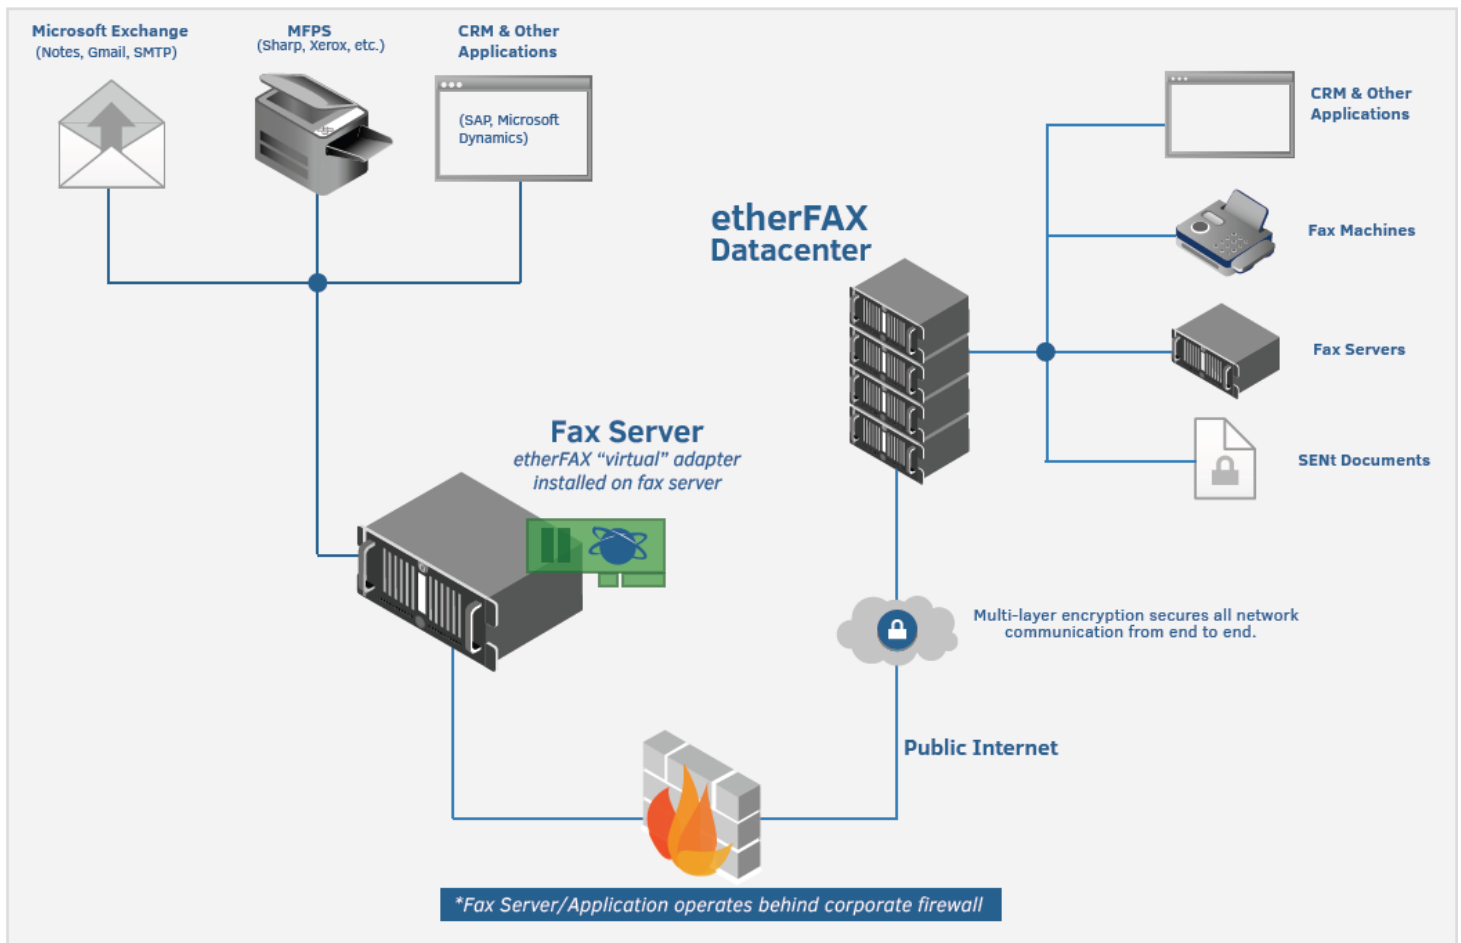 Microsoft Exchange
(Notes, Gmail, SMTP)
MFPS
(Sharp, Xerox, etc.)
CRM & Other
Applications
(SAP, Microsoft
Dynamics)
etherFAX
Datacenter
CRM & Other
Applications
Fax Machines
Fax Servers
SENt Documents
Fax Server
etherFAX “virtual” adapter
installed on fax server
Multi-layer encryption secures all network
communication from end to end.
Public Internet
*Fax Server/Application operates behind corporate firewall